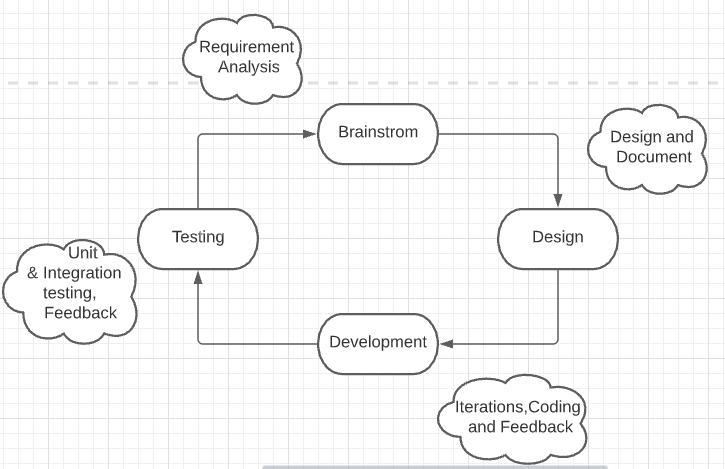 Requirement
Analysis
Brainstrom
Design and
Document
Testing
Design
Unit
& Integration
testing,
Feedback
Development
Iterations,Coding
and Feedback